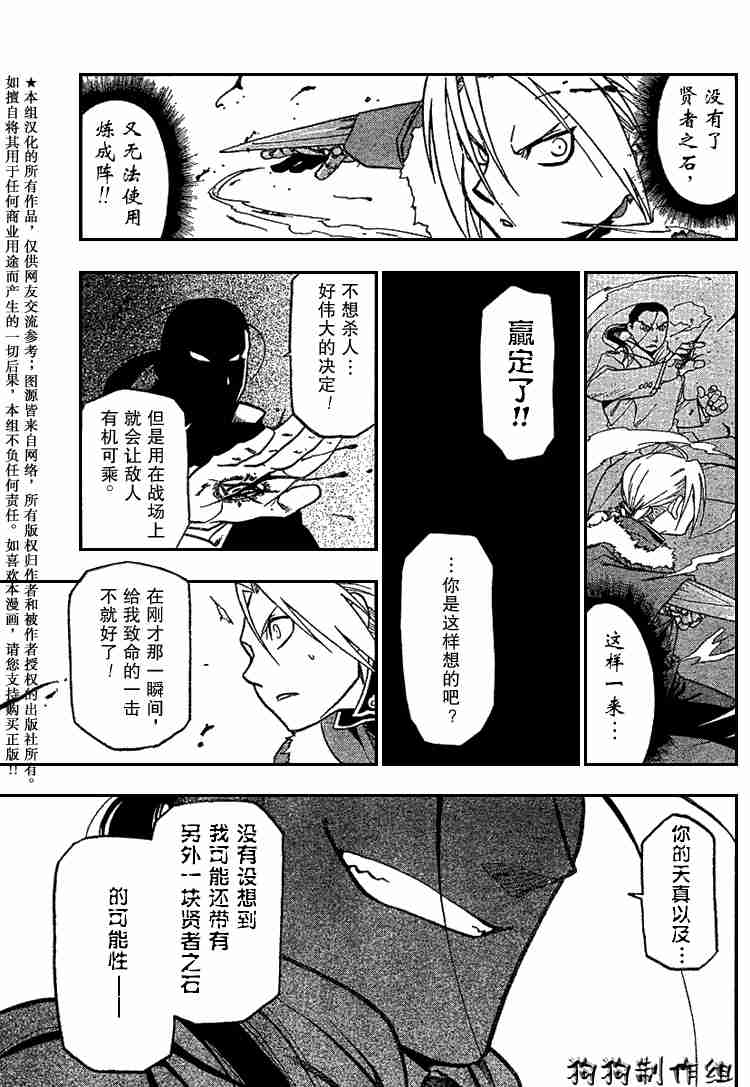 没有了
贤者之石，
又无法使用
炼成阵！！
这样一来…
赢定了！！
…你是这样想的吧？
不想杀人…
好伟大的决定！
但是用在战场上
就会让敌人
有机可乘。
在刚才那一瞬间，
给我致命的一击
不就好了！
你的天真以及…
没有设想到
我可能还带有
另外一块贤者之石
的可能性——
★本组汉化的所有作品，仅供网友交流参考；图源皆来自网络，所有版权归作者和被作者授权的出版社所有。
如擅自将其用于任何商业用途而产生的一切后果，本组不负任何责任。如喜欢本漫画，请您支持购买正版！！
狗狗制作组